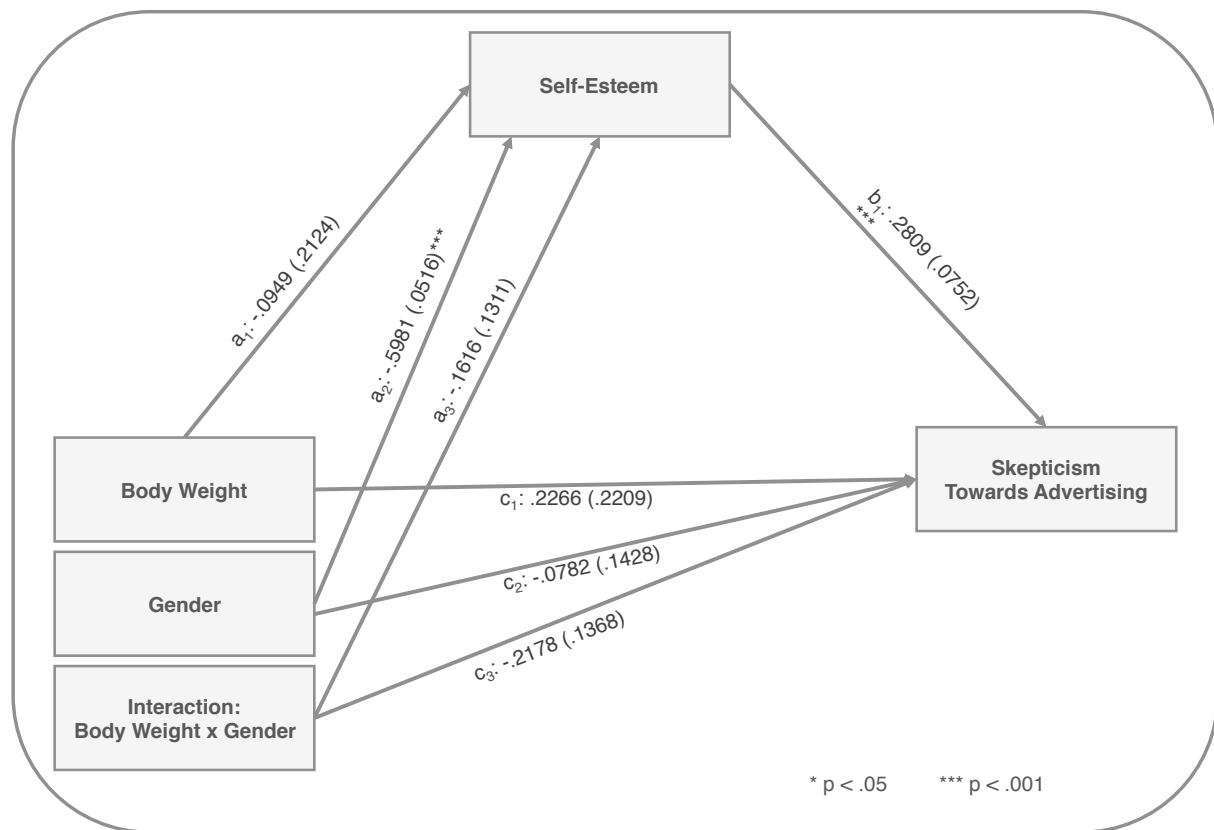 Self-Esteem
a1: -.0949 (.2124)
a2: -.5981 (.0516)***
a3: -.1616 (.1311)
b1: .2809 (.0752)
***
Body Weight
Skepticism
Towards Advertising
c1: .2266 (.2209)
Gender
c2: -.0782 (.1428)
c3: -.2178 (.1368)
Interaction:
Body Weight x Gender
* p < .05 *** p < .001